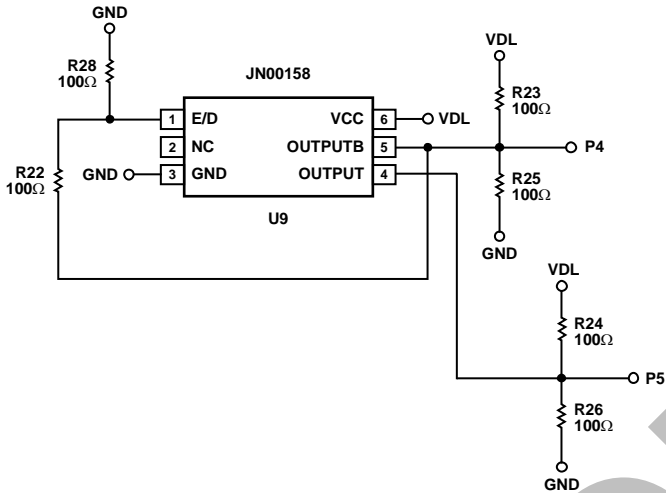 GND
R28
100Ω
JN00158
VDL
R23
100Ω
1 E/D VCC 6 VDL
2 NC OUTPUTB 5 P4
GND 3 GND OUTPUT 4
R22
100Ω
R25
100Ω
U9
GND
VDL
R24
100Ω
P5
R26
100Ω
GND